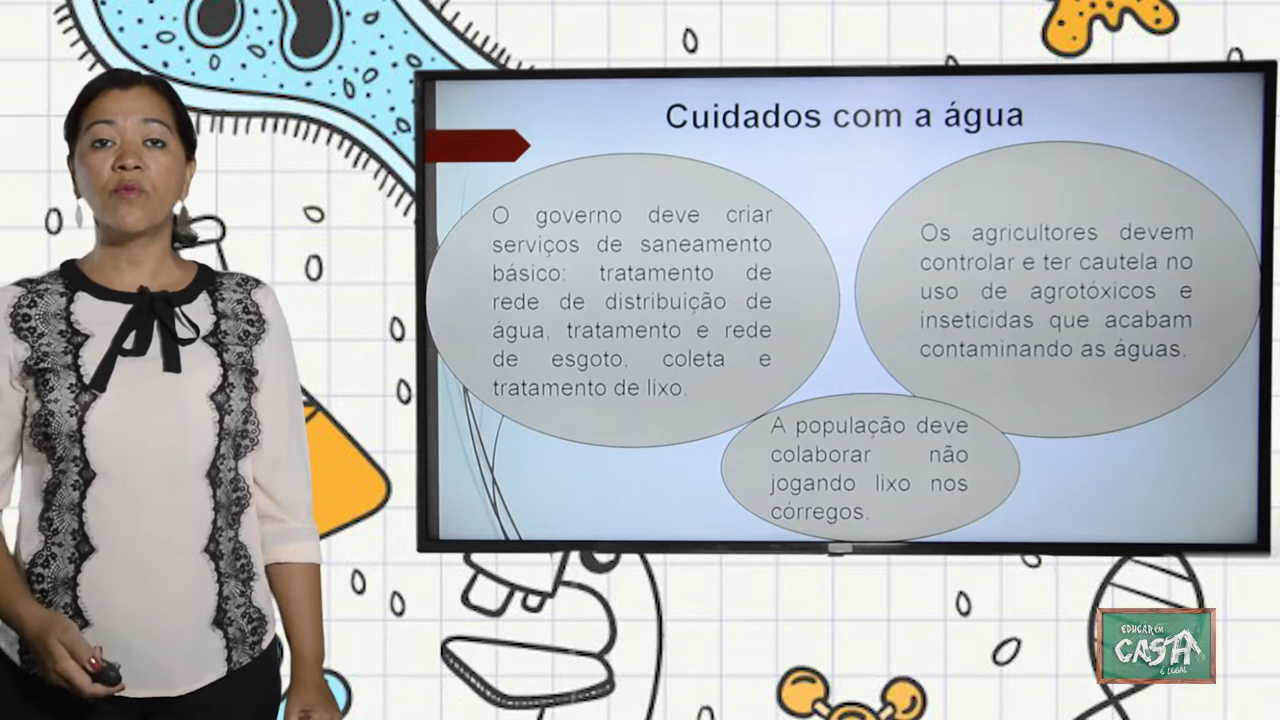 Cuidados com a água
O governo deve criar
serviços de saneamento
básico: tratamento de
rede de distribuição de
água, tratamento e rede
de esgoto, coleta e
tratamento de lixo.
Os agricultores devem
controlar e ter cautela no
uso de agrotóxicos e
inseticidas que acabam
contaminando as águas.
A população deve
colaborar não
jogando lixo nos
córregos.
EDUCAR EM
CASA
É LEGAL